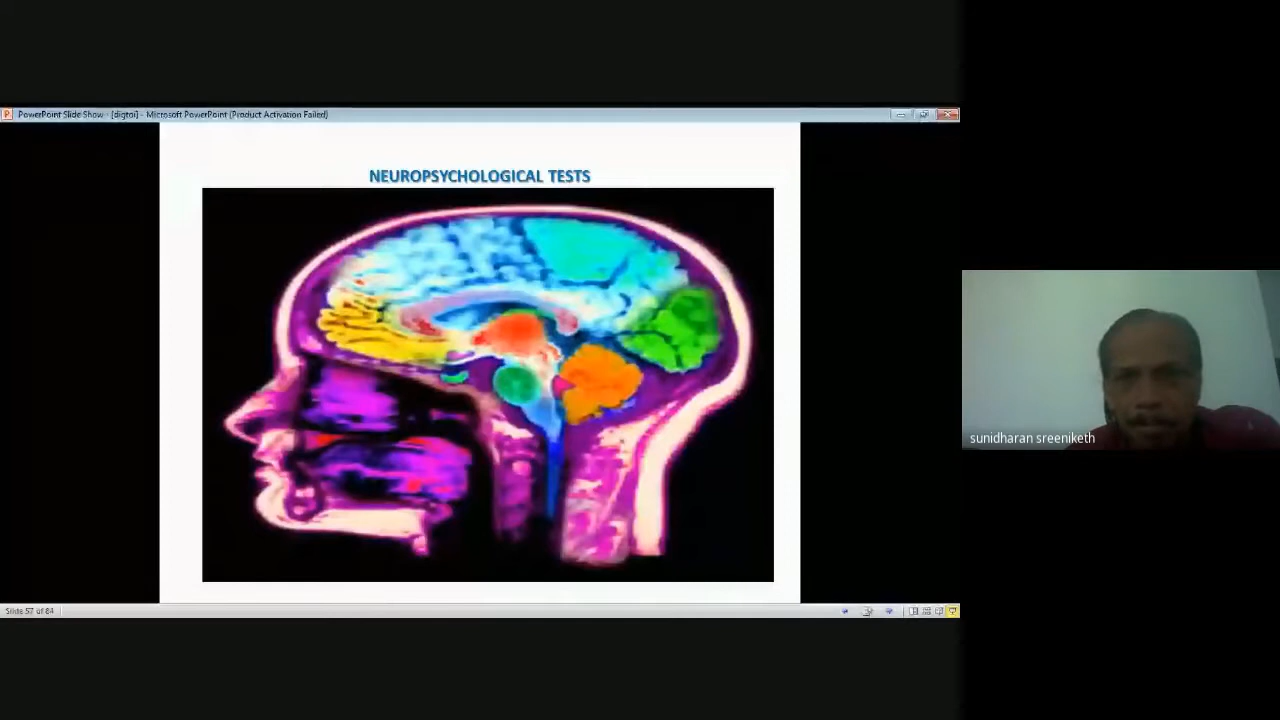 PowerPoint Slide Show - [digtoi] - Microsoft PowerPoint (Product Activation Failed)
NEUROPSYCHOLOGICAL TESTS
sunidharan sreeniketh
Slide 57 of 84